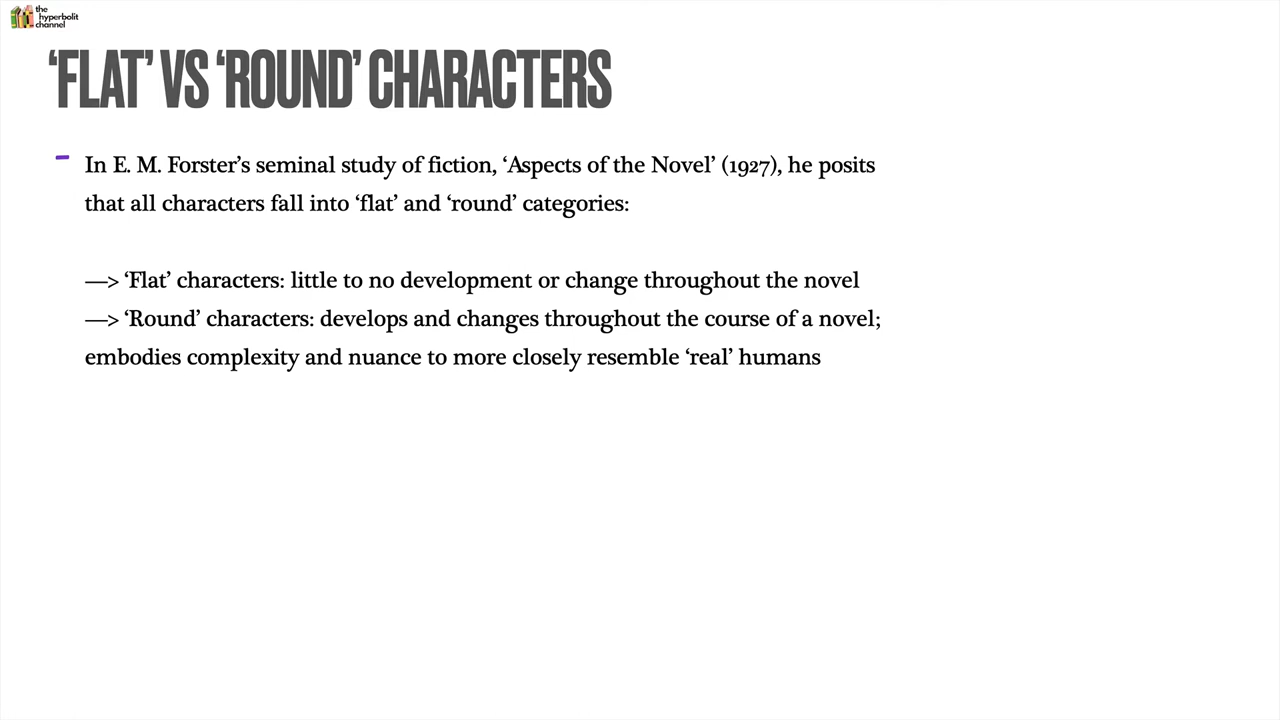 the
hyperbolit
channel
‘FLAT’ VS ‘ROUND’ CHARACTERS
– In E. M. Forster’s seminal study of fiction, ‘Aspects of the Novel’ (1927), he posits
that all characters fall into ‘flat’ and ‘round’ categories:
—> ‘Flat’ characters: little to no development or change throughout the novel
—> ‘Round’ characters: develops and changes throughout the course of a novel;
embodies complexity and nuance to more closely resemble ‘real’ humans